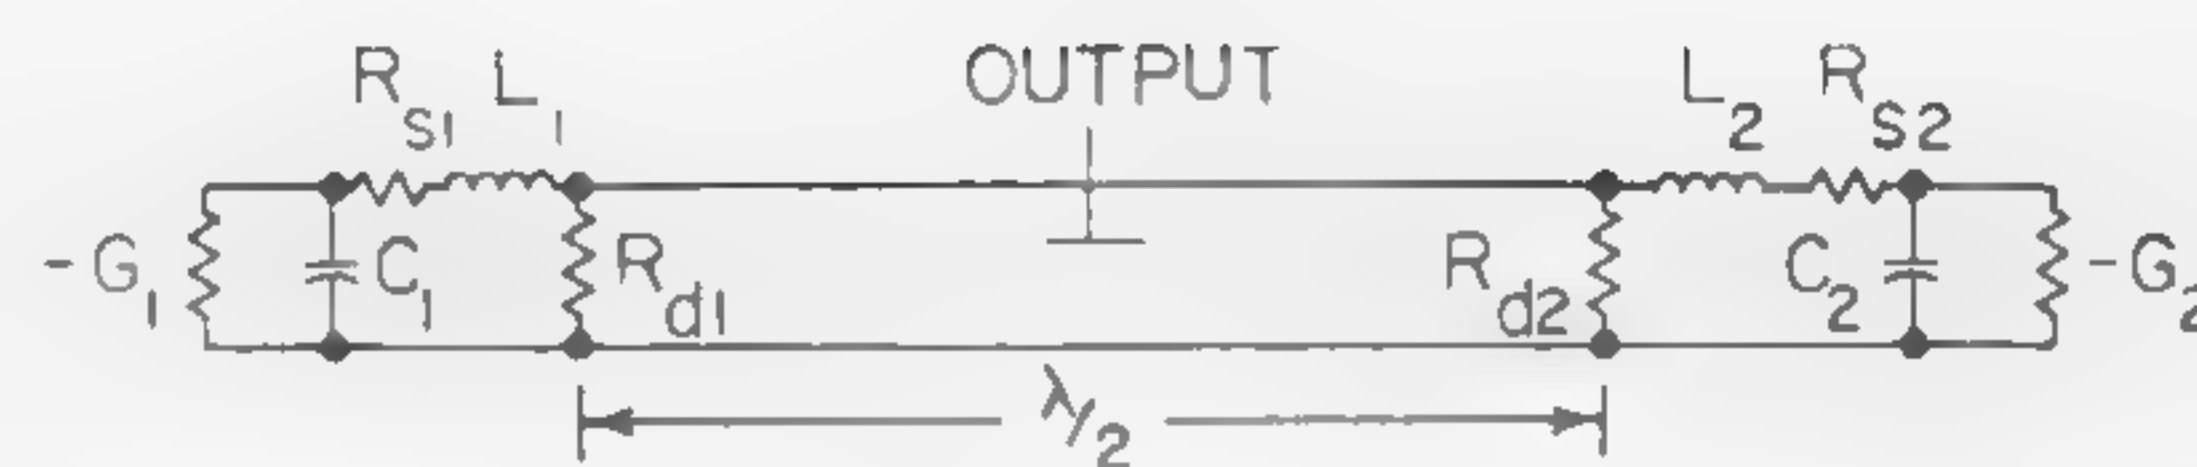 R_s1 L_1 OUTPUT L_2 R_s2
-G_1 C_1 R_d1 R_d2 C_2 -G_2
λ/2